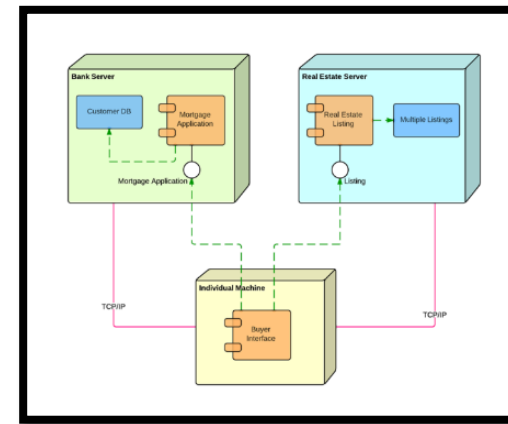 Bank Server
Customer DB
Mortgage
Application
Mortgage Application
Real Estate Server
Real Estate
Listing
Multiple Listings
Listing
TCP/IP
TCP/IP
Individual Machine
Buyer
Interface